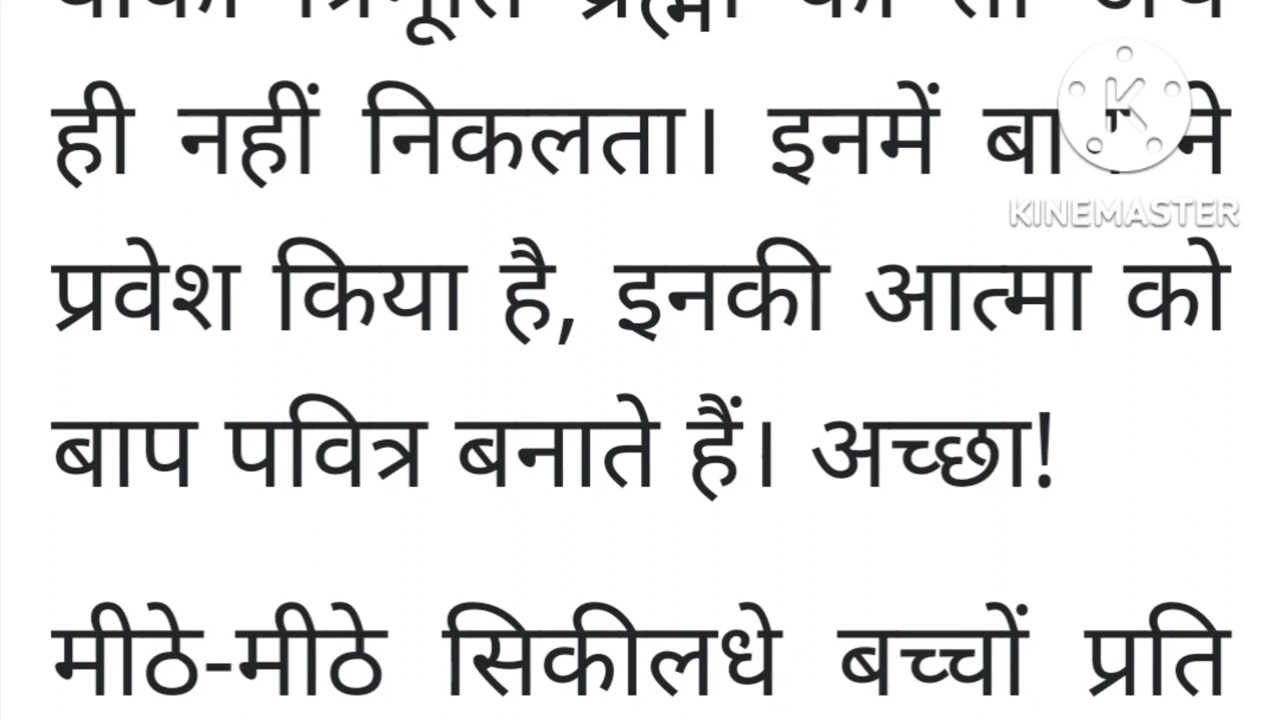 ही नहीं निकलता। इनमें ने
KINEMASTER
प्रवेश किया है, इनकी आत्मा को
बाप पवित्र बनाते हैं। अच्छा!
मीठे-मीठे सिकीलधे बच्चों प्रति